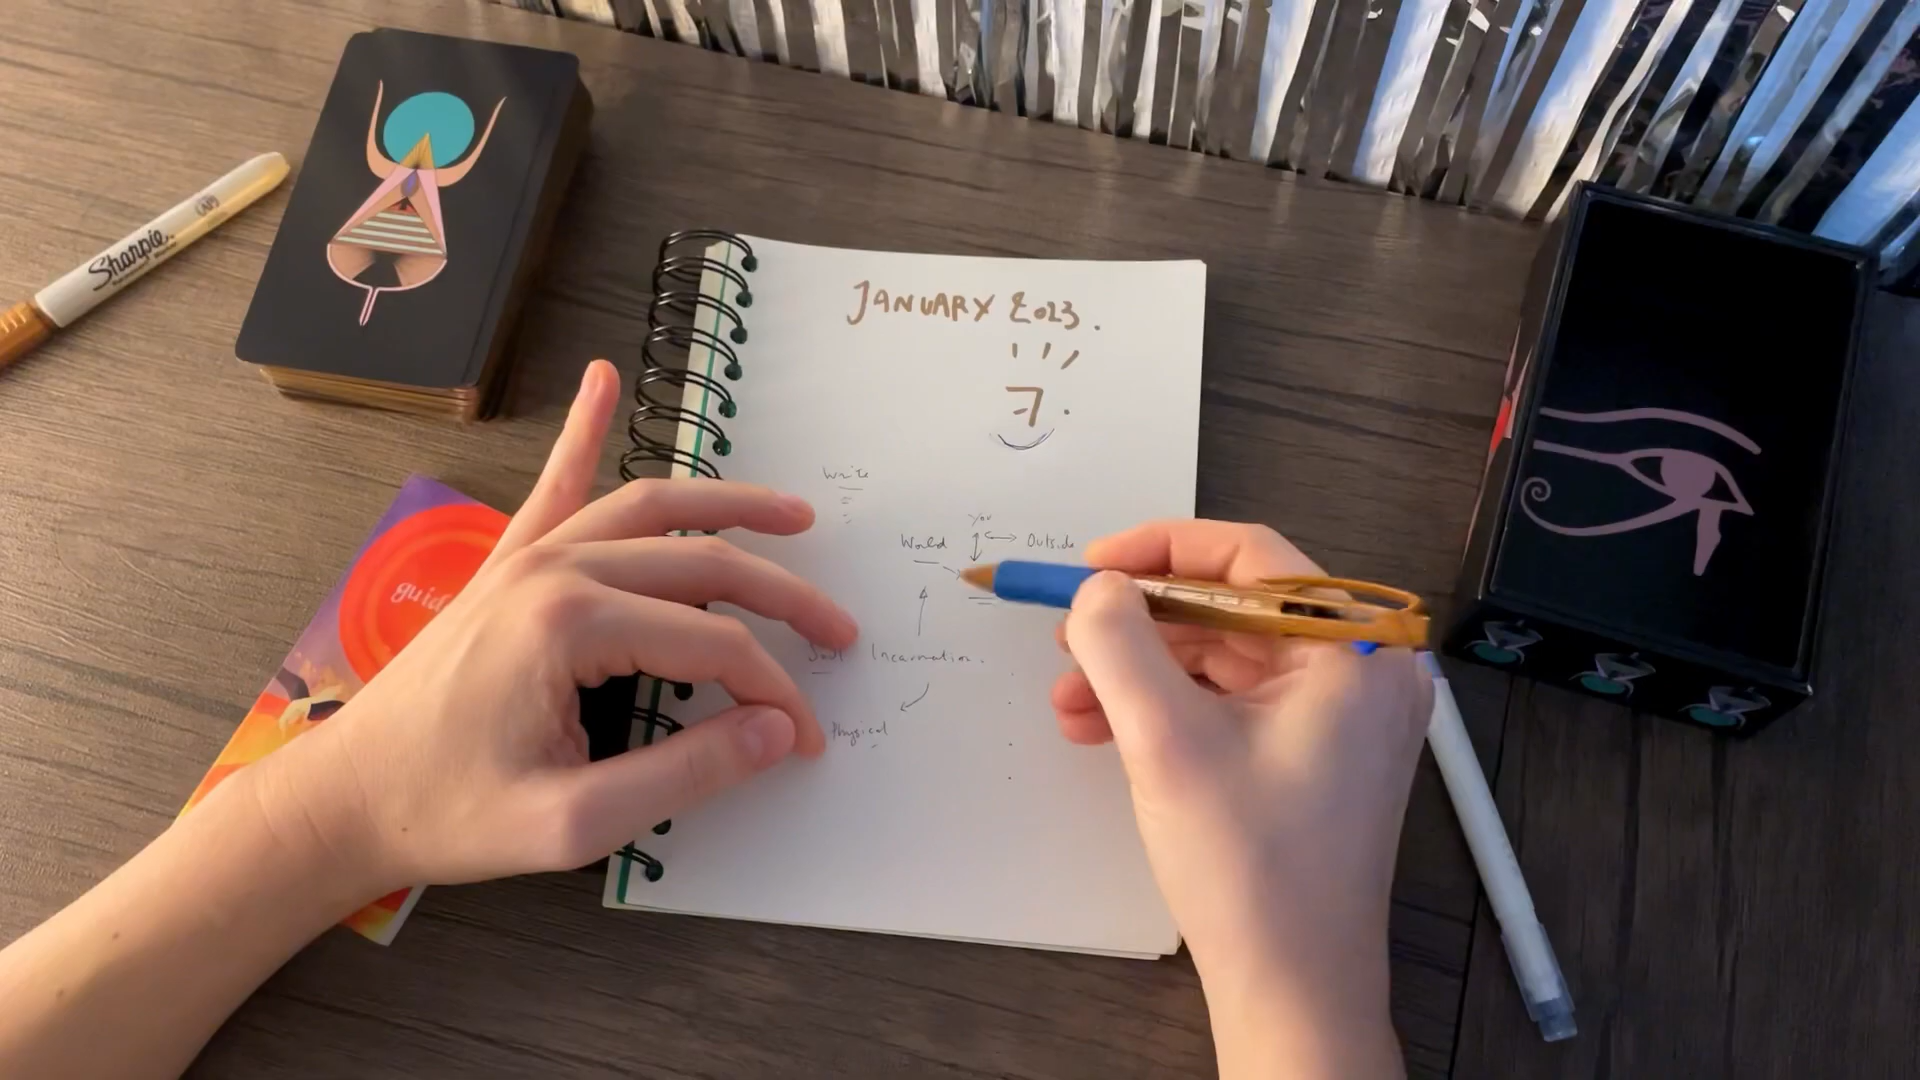 Sharpie.
JANUARY 2023.
7.
Write
You
World
Outside
guid
Soul Incarnation.
Physical